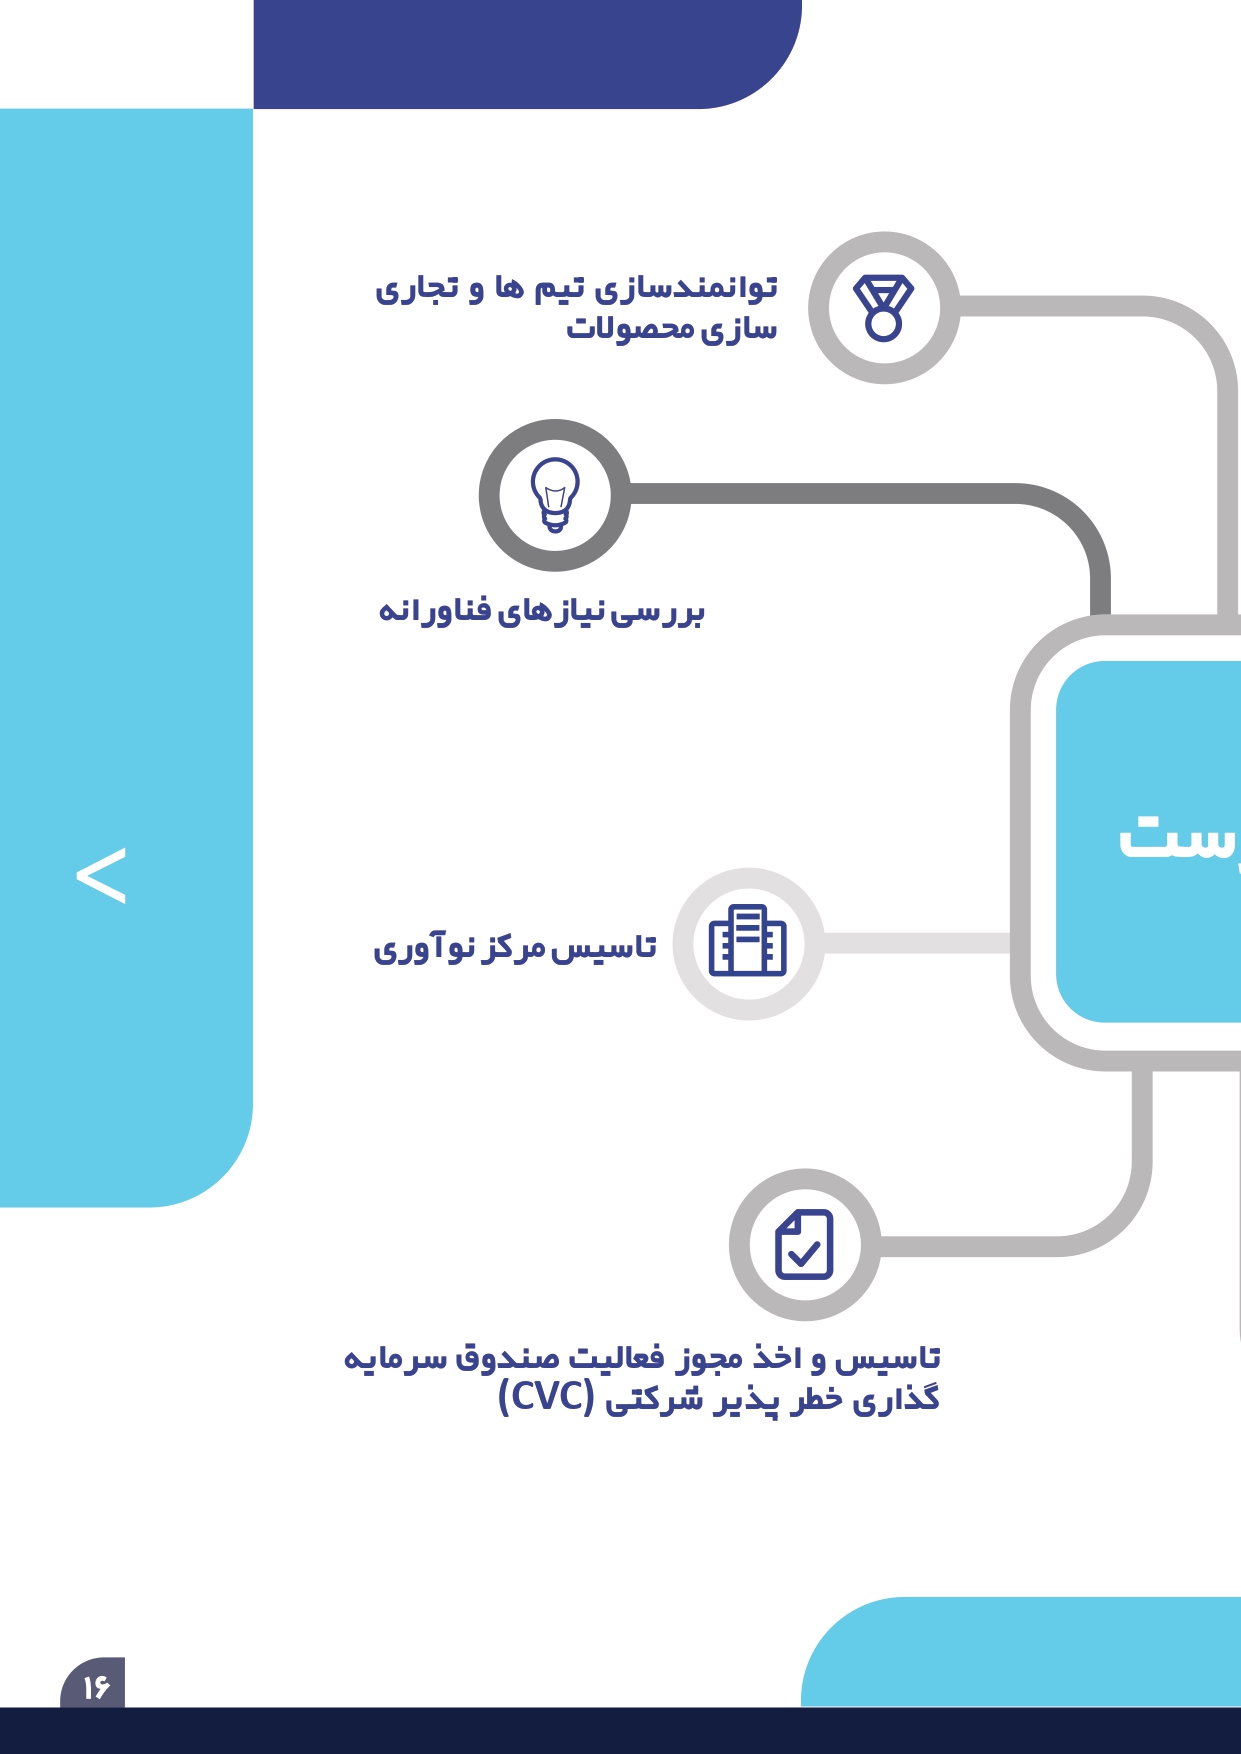 توانمندسازی تیم ها و تجاری
سازی محصولات
بررسی نیازهای فناورانه
<
تاسیس مرکز نوآوری
تاسیس و اخذ مجوز فعالیت صندوق سرمایه
گذاری خطر پذیر شرکتی (CVC)
۱۶